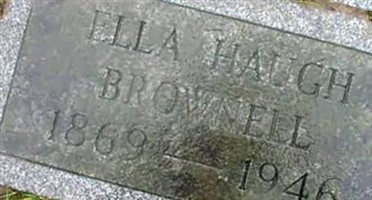 ELLA HAUGH
BROWNELL
1869 — 1946